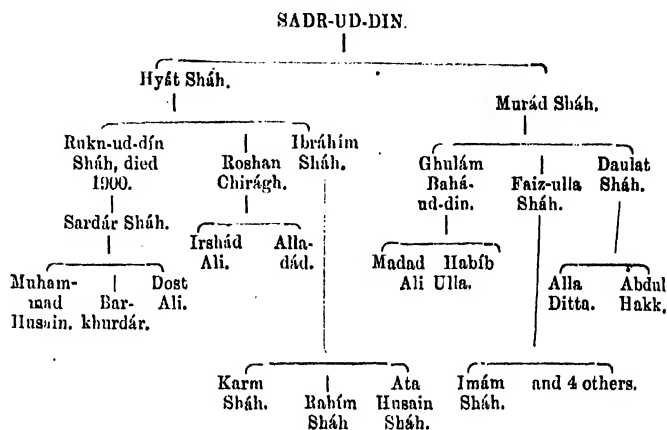 SADR-UD-DIN.
Hyát Sháh.
Murád Sháh.
Rukn-ud-dín Sháh, died 1900.
Roshan Chirágh.
Ibráhím Sháh.
Ghulám Bahá-ud-din.
Faiz-ulla Sháh.
Daulat Sháh.
Sardár Sháh.
Irshád Ali.
Alla-dád.
Madad Ali
Habíb Ulla.
Muham-mad Husain.
Bar-khurdár.
Dost Ali.
Alla Ditta.
Abdul Hakk.
Karm Sháh.
Rahím Sháh
Ata Husain Sháh.
Imám Sháh.
and 4 others.